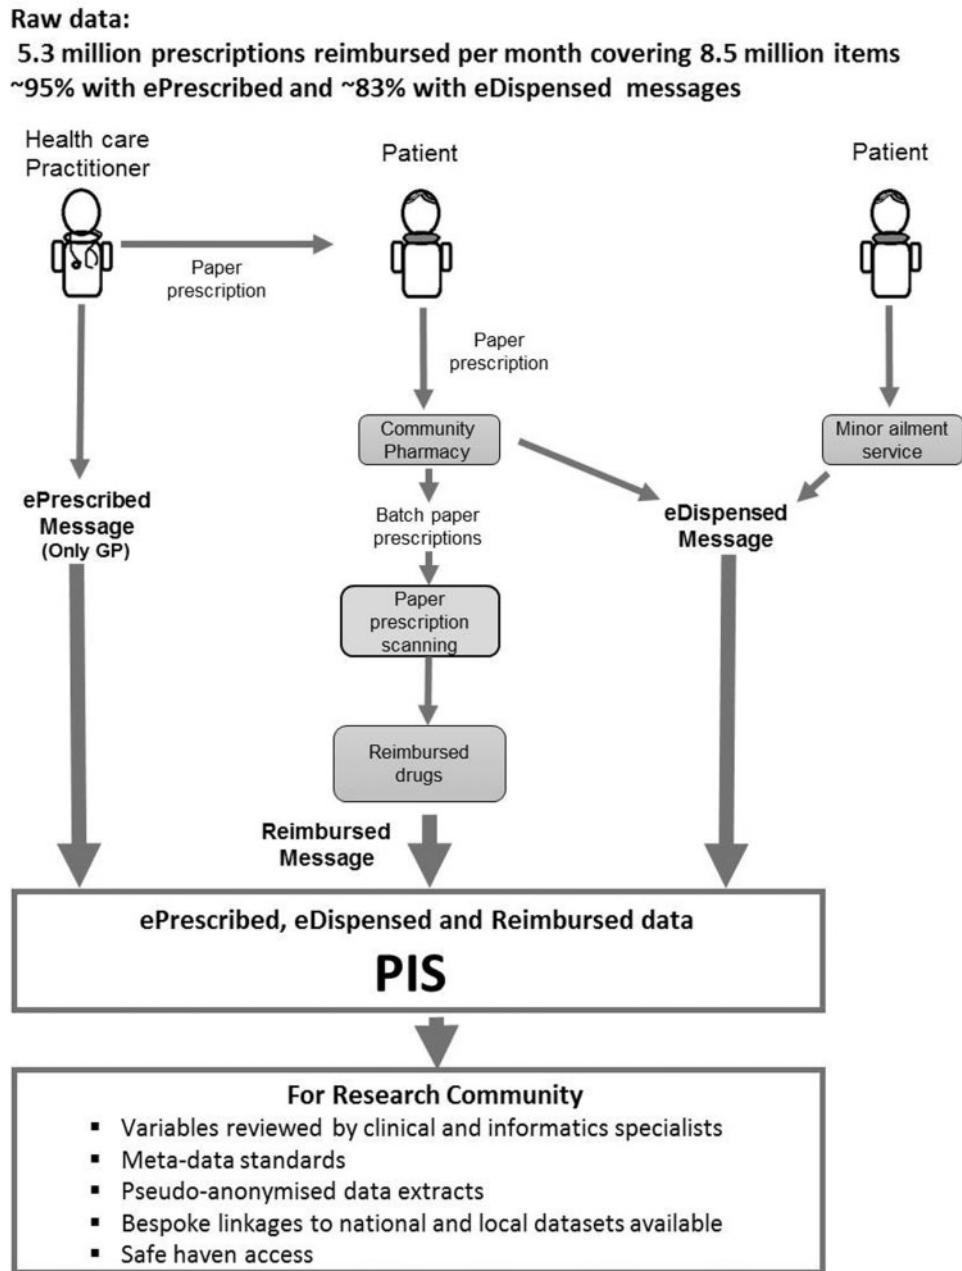 Raw data:
5.3 million prescriptions reimbursed per month covering 8.5 million items
~95% with ePrescribed and ~83% with eDispensed messages
Health care
Practitioner
Patient
Patient
Paper
prescription
Paper
prescription
Community
Pharmacy
Minor ailment
service
ePrescribed
Message
(Only GP)
Batch paper
prescriptions
eDispensed
Message
Paper
prescription
scanning
Reimbursed
drugs
Reimbursed
Message
ePrescribed, eDispensed and Reimbursed data
PIS
For Research Community
▪ Variables reviewed by clinical and informatics specialists
▪ Meta-data standards
▪ Pseudo-anonymised data extracts
▪ Bespoke linkages to national and local datasets available
▪ Safe haven access